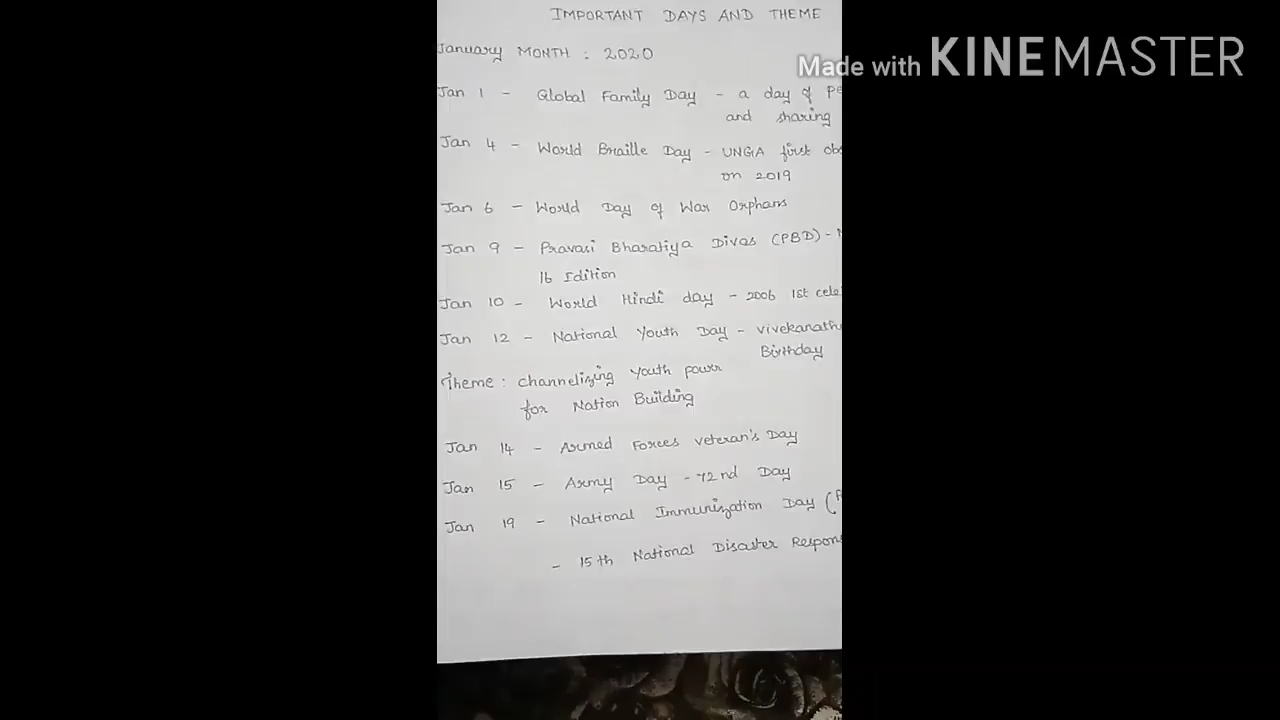 IMPORTANT DAYS AND THEME
January MONTH : 2020
Made with KINEMASTER
Jan 1 - Global Family Day - a day of
and sharing
Jan 4 - World Braille Day - UNGA first
on 2019
Jan 6 - World Day of War Orphans
Jan 9 - Pravasi Bharatiya Divas (PBD) -
16 Edition
Jan 10 - World Hindi day - 2006 1st
Jan 12 - National Youth Day -
Birthday
Theme : Channelizing Youth power
for Nation Building
Jan 14 - Armed Forces veteran's Day
Jan 15 - Army Day - 72nd Day
Jan 19 - National Immunization Day (
- 15th National Disaster